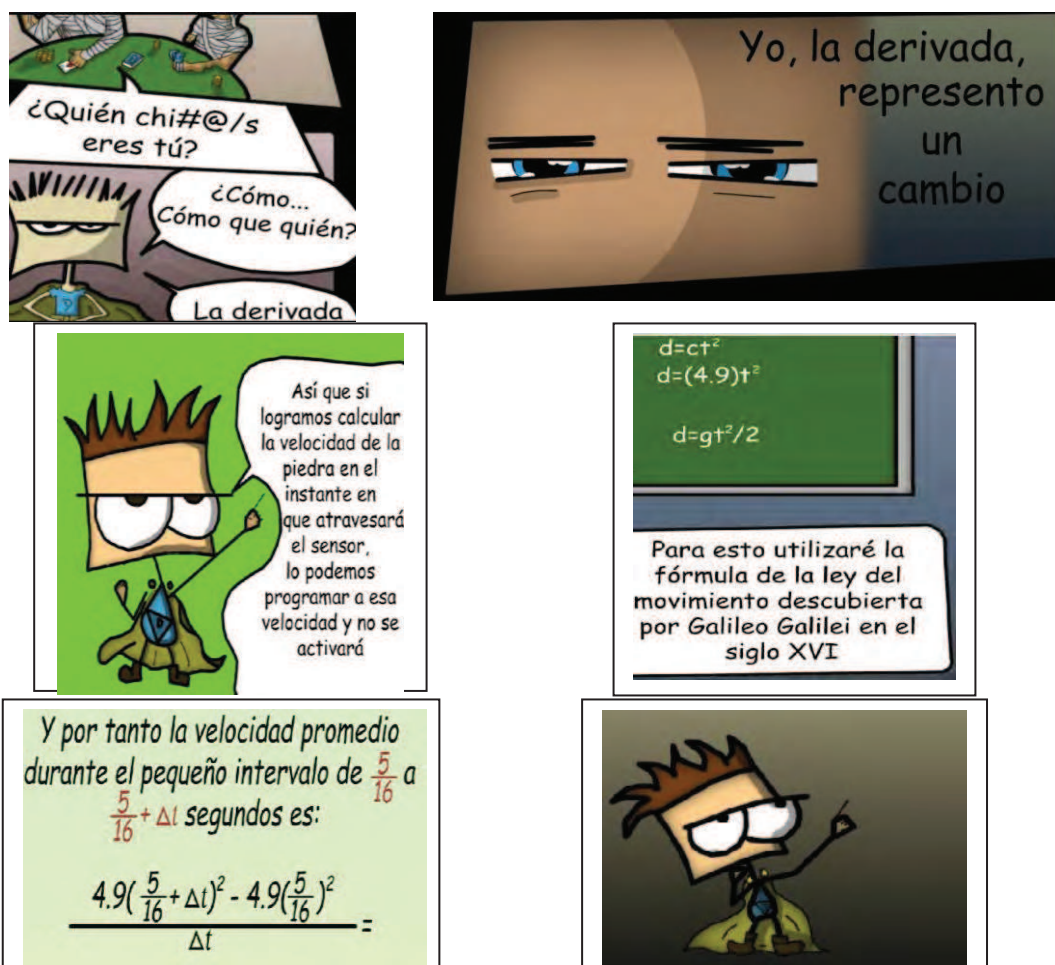 ¿Quién chi#@/s
eres tú?
¿Cómo...
Cómo que quién?
La derivada
Yo, la derivada,
represento
un
cambio
Así que si
logramos calcular
la velocidad de la
piedra en el
instante en
que atravesará
el sensor,
lo podemos
programar a esa
velocidad y no se
activará
d=ct²
d=(4.9)t²
d=gt²/2
Para esto utilizaré la
fórmula de la ley del
movimiento descubierta
por Galileo Galilei en el
siglo XVI
Y por tanto la velocidad promedio
durante el pequeño intervalo de 5/16 a
5/16 + Δt segundos es:
4.9(5/16 + Δt)² - 4.9(5/16)²
Δt =